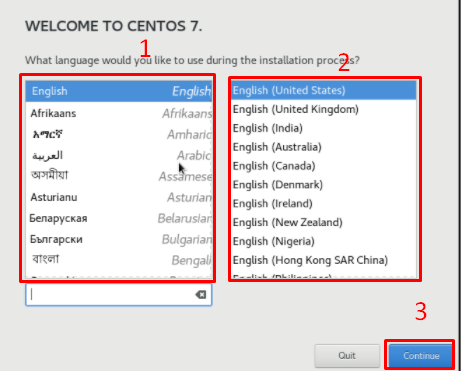 WELCOME TO CENTOS 7.
What language would you like to use during the installation process?
1
2
English English
Afrikaans Afrikaans
አማርኛ Amharic
العربية Arabic
অসমীয়া Assamese
Asturianu Asturian
Беларуская Belarusian
Български Bulgarian
বাংলা Bengali
English (United States)
English (United Kingdom)
English (India)
English (Australia)
English (Canada)
English (Denmark)
English (Ireland)
English (New Zealand)
English (Nigeria)
English (Hong Kong SAR China)
English (Philippines)
3
Quit
Continue